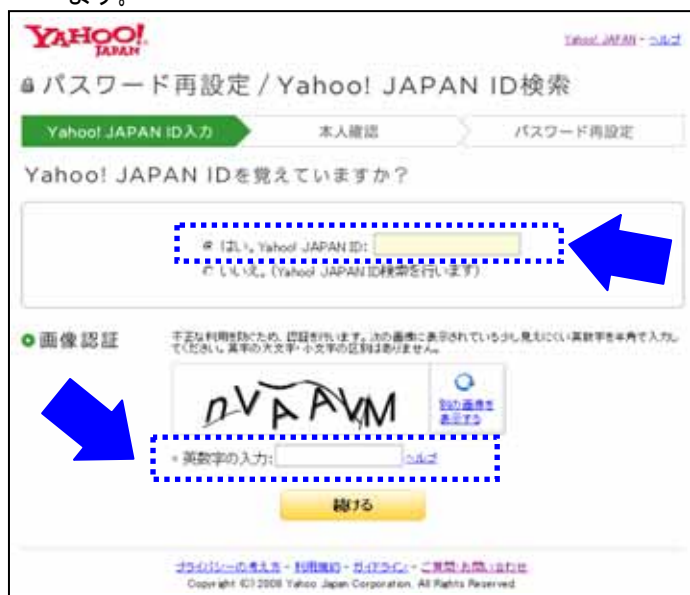 ます。
YAHOO!
JAPAN
Yahoo! JAPAN - ヘルプ
パスワード再設定 / Yahoo! JAPAN ID検索
Yahoo! JAPAN ID入力
本人確認
パスワード再設定
Yahoo! JAPAN IDを覚えていますか?
はい。Yahoo! JAPAN ID:
いいえ。(Yahoo! JAPAN ID検索を行います)
画像認証
不正な利用を防ぐため、認証を行います。次の画像に表示されている少し見えにくい英数字を半角で入力し
てください。英字の大文字・小文字の区別はありません。
nVAAVM
別の画像を
表示する
英数字の入力:
ヘルプ
続ける
プライバシーの考え方 - 利用規約 - ガイドライン - ご質問・お問い合わせ
Copyright (C) 2008 Yahoo Japan Corporation. All Rights Reserved.